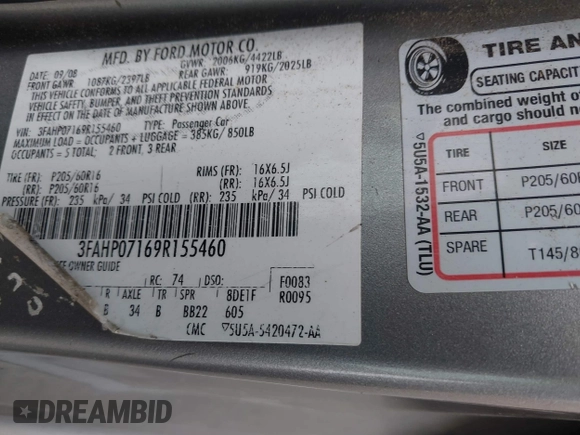 MFD. BY FORD MOTOR CO.
DATE: 09/08 GVWR: 2006KG/4422LB
FRONT GAWR: 1087KG/2397LB REAR GAWR: 919KG/2025LB
THIS VEHICLE CONFORMS TO ALL APPLICABLE FEDERAL MOTOR
VEHICLE SAFETY, BUMPER, AND THEFT PREVENTION STANDARDS
IN EFFECT ON THE DATE OF MANUFACTURE SHOWN ABOVE
VIN: 3FAHP07169R155460 TYPE: Passenger Car
MAXIMUM LOAD = OCCUPANTS + LUGGAGE = 385KG/850LB
OCCUPANTS = 5 TOTAL; 2 FRONT, 3 REAR
TIRE (FR): P205/60R16 RIMS (FR): 16X6.5J
(RR): P205/60R16 (RR): 16X6.5J
PRESSURE (FR): 235 kPa/ 34 PSI COLD (RR): 235 kPa/ 34 PSI COLD
3FAHP07169R155460
OWNER GUIDE
RC: 74 DSO: F0083
R AXLE TR SPR 8DE1F R0095
B 34 B BB22 605
CMC ▽5U5A-5420472-AA
TIRE AN
SEATING CAPACIT
The combined weight o
and cargo should n
TIRE SIZE
FRONT P205/60
REAR P205/60
SPARE T145/8
▽5U5A-1532-AA (TLU)
DREAMBID